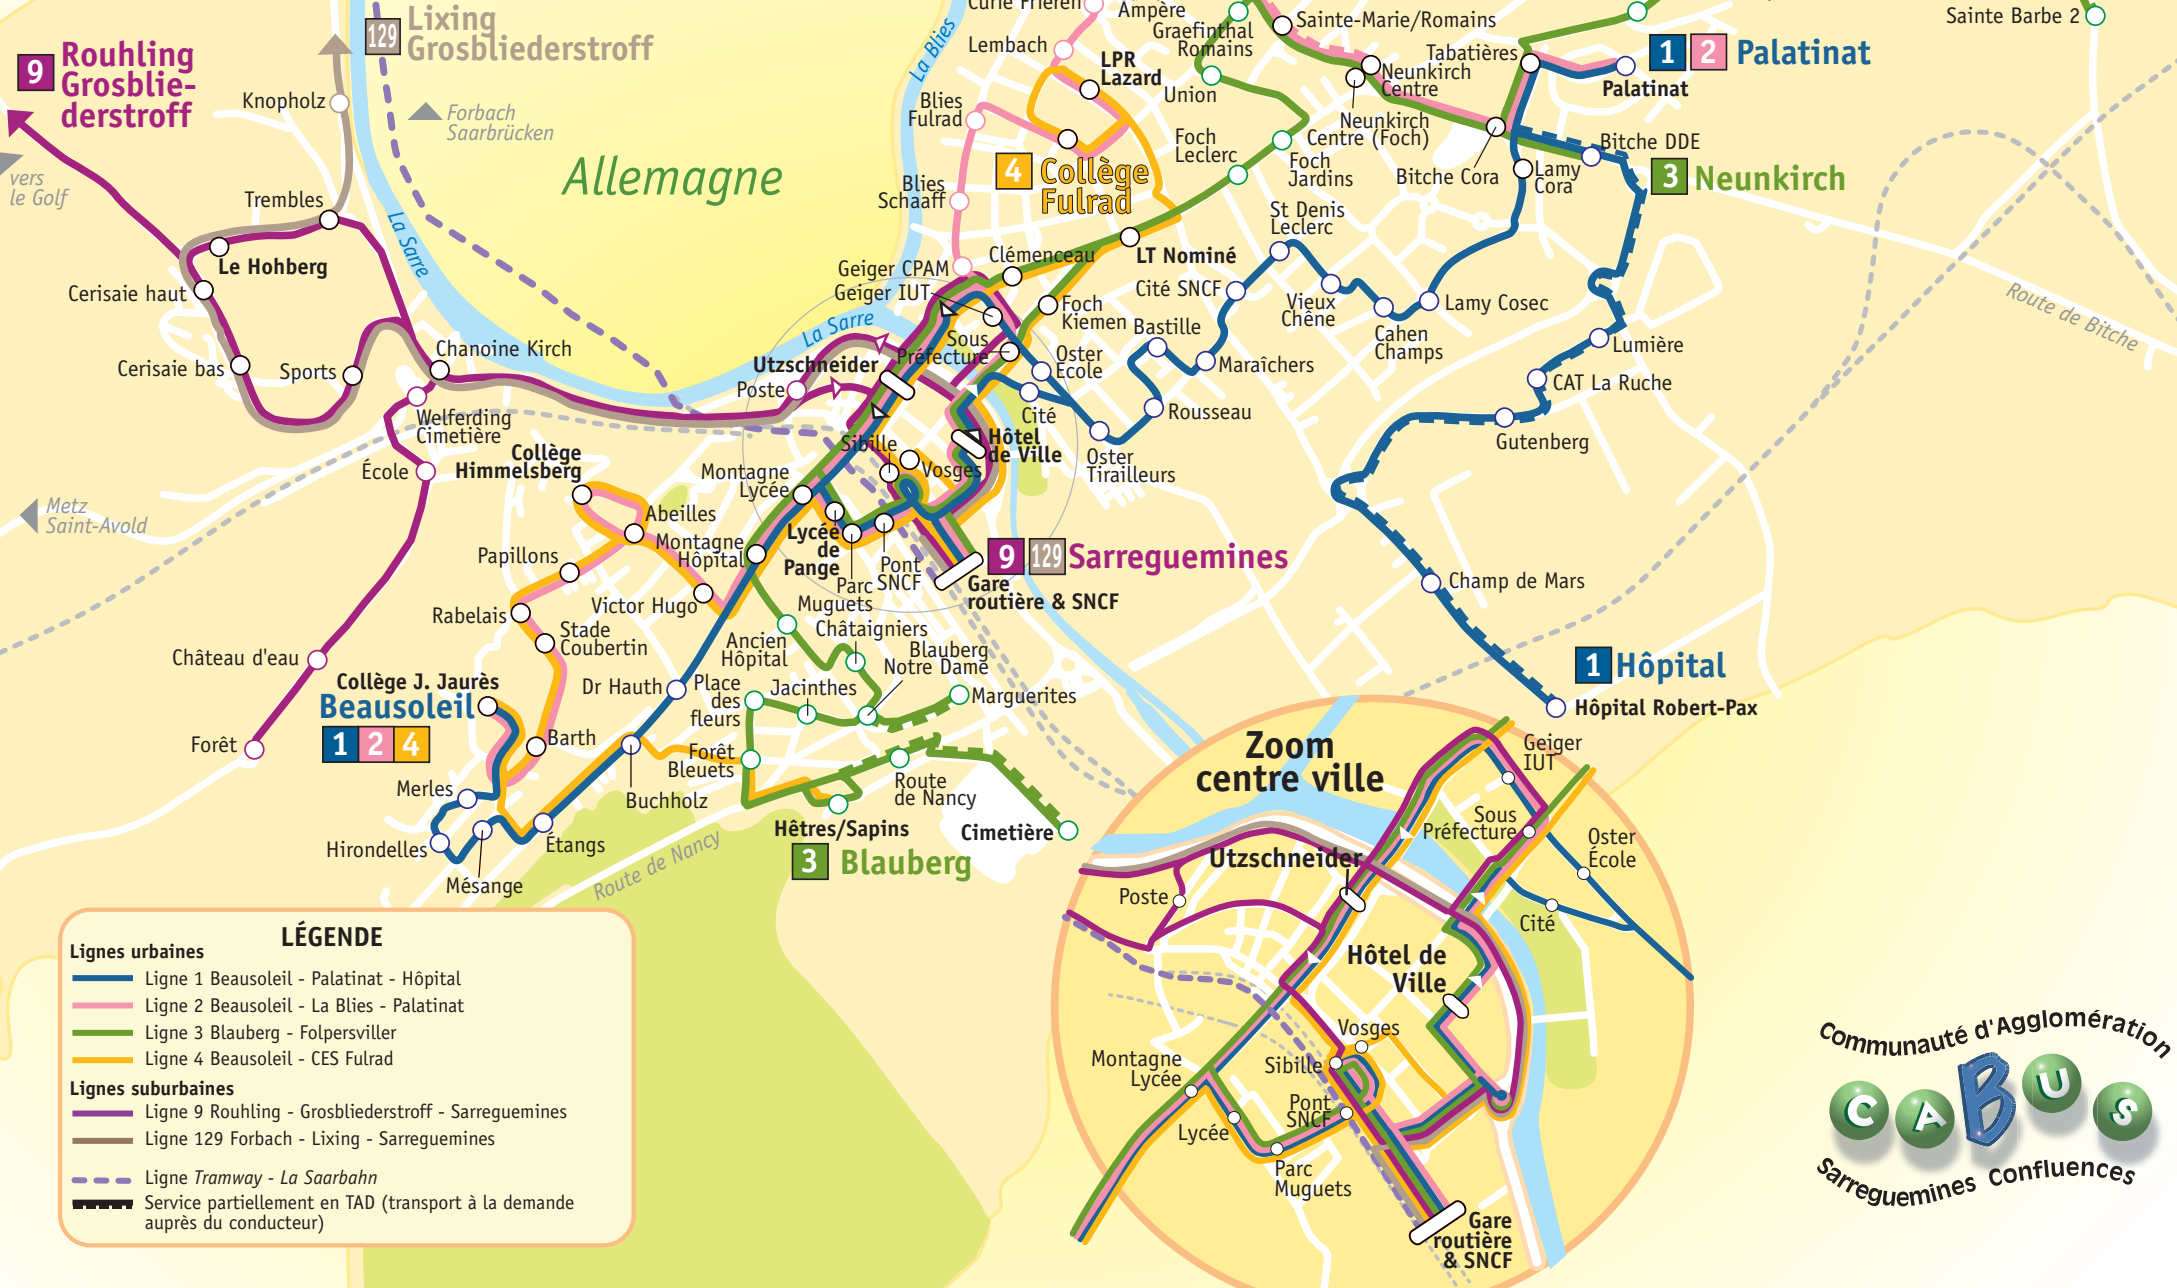 9
Rouhling
Grosblie-
derstroff
129
Lixing
Grosbliederstroff
Knopholz
Forbach
Saarbrücken
vers
le Golf
Trembles
La Sarre
Allemagne
La Blies
Le Hohberg
Cerisaie haut
Cerisaie bas
Sports
Chanoine Kirch
Welferding
Cimetière
École
Metz
Saint-Avold
Château d'eau
Forêt
Curie Frieren
Ampère
Graefinthal
Romains
Lembach
LPR
Lazard
Union
Blies
Fulrad
4
Collège
Fulrad
Blies
Schaaff
Foch
Leclerc
Foch
Jardins
Sainte-Marie/Romains
Neunkirch
Centre
Neunkirch
Centre (Foch)
Tabatières
1
2
Palatinat
Palatinat
Sainte Barbe 2
Bitche DDE
3
Neunkirch
Bitche Cora
Lamy
Cora
St Denis
Leclerc
Clémenceau
LT Nominé
Geiger CPAM
Geiger IUT
La Sarre
Cité SNCF
Vieux
Chêne
Lamy Cosec
Cahen
Champs
Foch
Kiemen
Bastille
Maraîchers
Sous
Préfecture
Oster
Ecole
Utzschneider
Poste
Cité
Rousseau
Oster
Tirailleurs
Hôtel
de Ville
Sibille
Vosges
Route de Bitche
Lumière
CAT La Ruche
Gutenberg
Champ de Mars
1
Hôpital
Hôpital Robert-Pax
Collège
Himmelsberg
Montagne
Lycée
Abeilles
Montagne
Hôpital
Lycée
de
Pange
Pont
SNCF
Parc
Muguets
9
129
Sarreguemines
Gare
routière & SNCF
Papillons
Victor Hugo
Rabelais
Stade
Coubertin
Châtaigniers
Ancien
Hôpital
Blauberg
Notre Dame
Dr Hauth
Place
des
fleurs
Jacinthes
Marguerites
Collège J. Jaurès
Beausoleil
1
2
4
Barth
Forêt
Bleuets
Merles
Buchholz
Route
de Nancy
Hirondelles
Étangs
Mésange
Hêtres/Sapins
Cimetière
3
Blauberg
Route de Nancy
Zoom
centre ville
Geiger
IUT
Sous
Préfecture
Oster
École
Utzschneider
Poste
Cité
Hôtel de
Ville
Vosges
Montagne
Lycée
Sibille
Pont
SNCF
Lycée
Parc
Muguets
Gare
routière
& SNCF
LÉGENDE
Lignes urbaines
Ligne 1 Beausoleil - Palatinat - Hôpital
Ligne 2 Beausoleil - La Blies - Palatinat
Ligne 3 Blauberg - Folpersviller
Ligne 4 Beausoleil - CES Fulrad
Lignes suburbaines
Ligne 9 Rouhling - Grosbliederstroff - Sarreguemines
Ligne 129 Forbach - Lixing - Sarreguemines
Ligne Tramway - La Saarbahn
Service partiellement en TAD (transport à la demande
auprès du conducteur)
Communauté d'Agglomération
CABUS
Sarreguemines Confluences